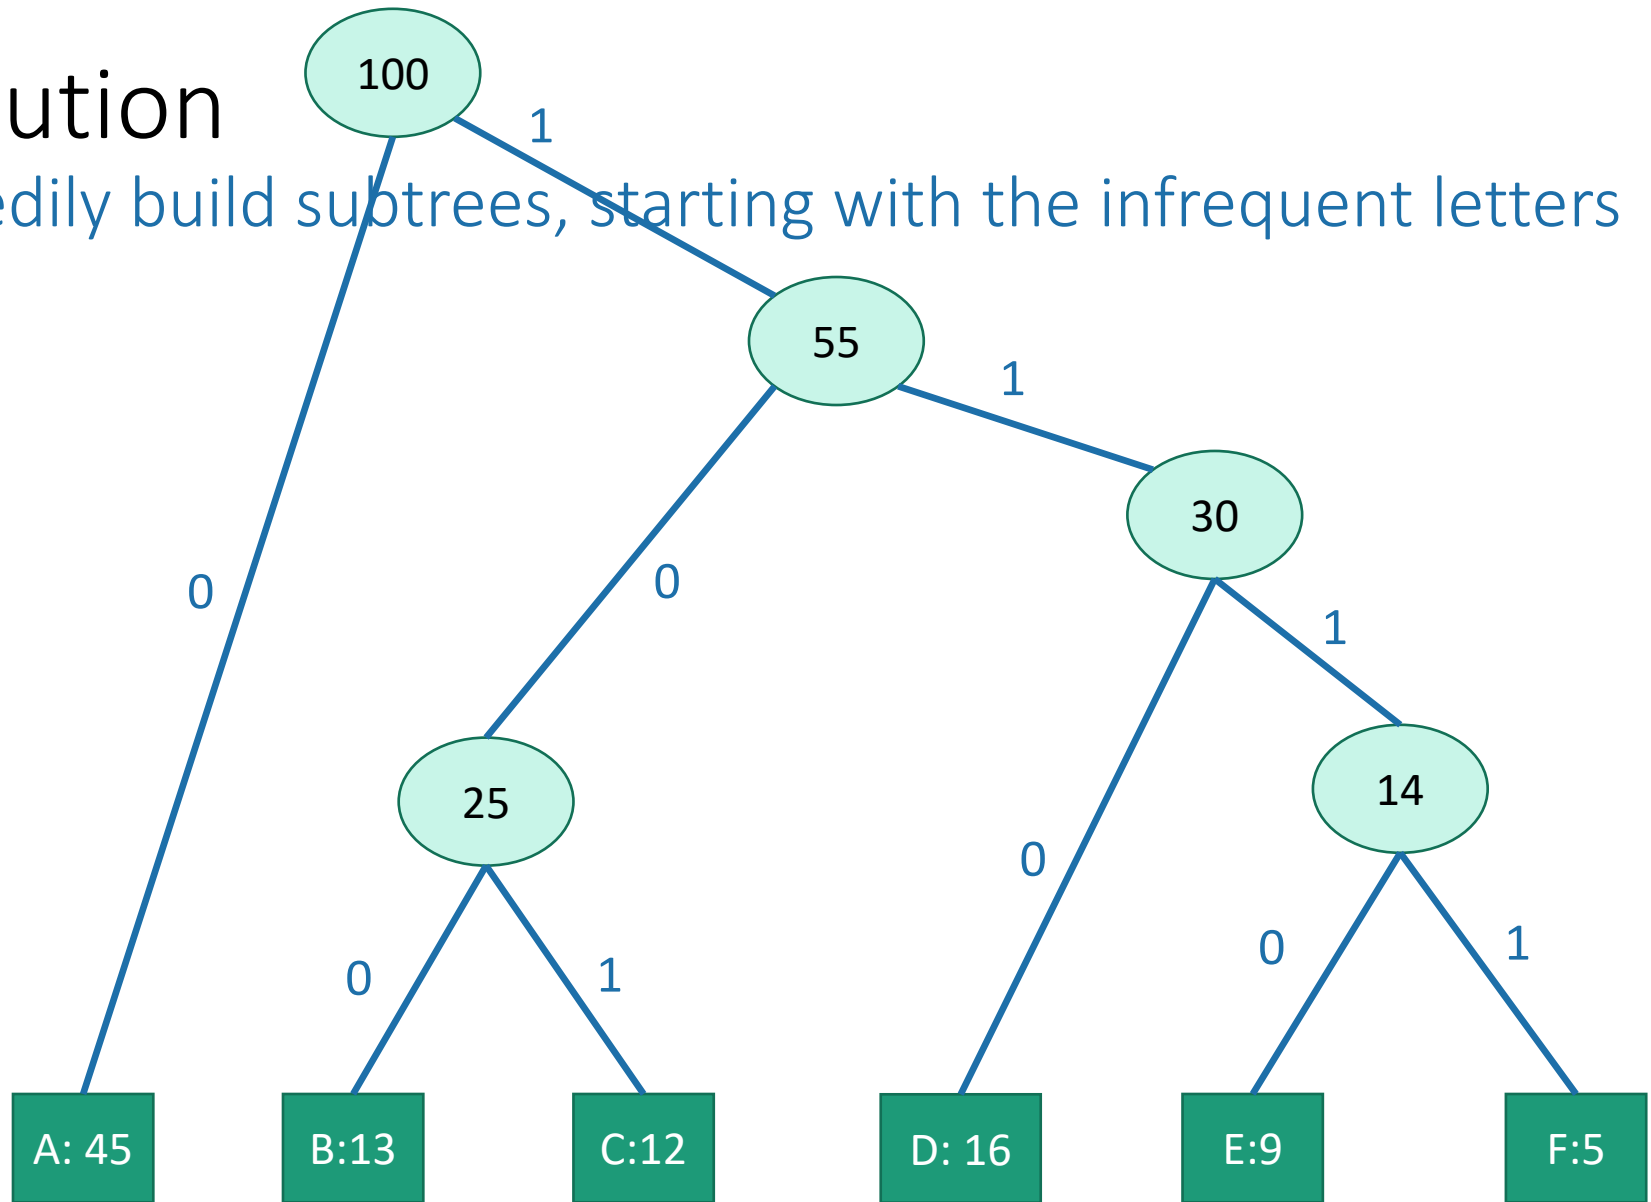 100
ution
1
edily build subtrees, starting with the infrequent letters
55
1
30
0
0
1
25
14
0
0
1
0
1
A: 45
B:13
C:12
D: 16
E:9
F:5